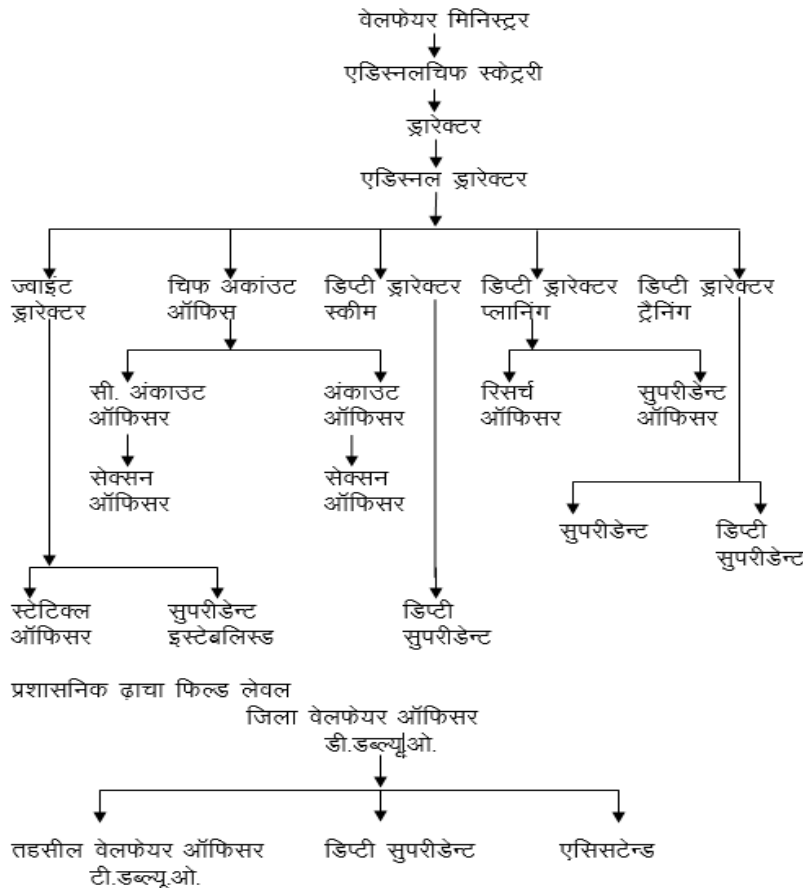 वेलफेयर मिनिस्ट्रर
एडिस्नलचिफ स्केट्ररी
ड्रारेक्टर
एडिस्नल ड्रारेक्टर
ज्वाइंट ड्रारेक्टर
चिफ अकांउट ऑफिस
डिप्टी ड्रारेक्टर स्कीम
डिप्टी ड्रारेक्टर प्लानिंग
डिप्टी ड्रारेक्टर ट्रैनिंग
सी. अंकाउट ऑफिसर
अंकाउट ऑफिसर
रिसर्च ऑफिसर
सुपरीडेन्ट ऑफिसर
सेक्सन ऑफिसर
सेक्सन ऑफिसर
सुपरीडेन्ट
डिप्टी सुपरीडेन्ट
स्टेटिक्ल ऑफिसर
सुपरीडेन्ट इस्टेबलिस्ड
डिप्टी सुपरीडेन्ट
प्रशासनिक ढ़ाचा फिल्ड लेवल
जिला वेलफेयर ऑफिसर
डी.डब्ल्यू.ओ.
तहसील वेलफेयर ऑफिसर
टी.डब्ल्यू.ओ.
डिप्टी सुपरीडेन्ट
एसिसटेन्ड